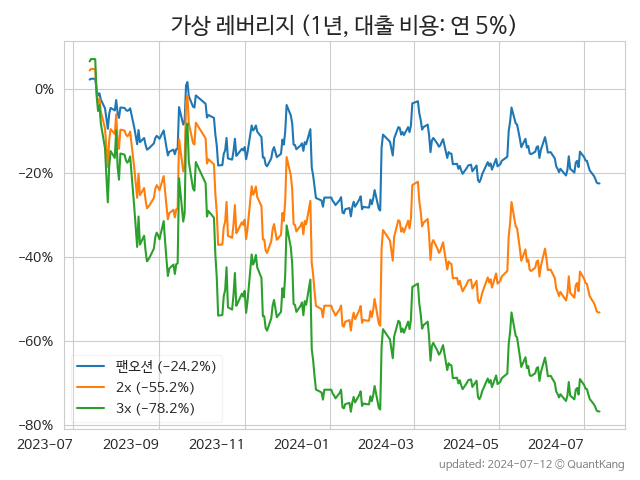 가상 레버리지 (1년, 대출 비용: 연 5%)
0%
−20%
−40%
−60%
−80%
팬오션 (−24.2%)
2x (−55.2%)
3x (−78.2%)
2023-07 2023-09 2023-11 2024-01 2024-03 2024-05 2024-07
updated: 2024-07-12 © QuantKang